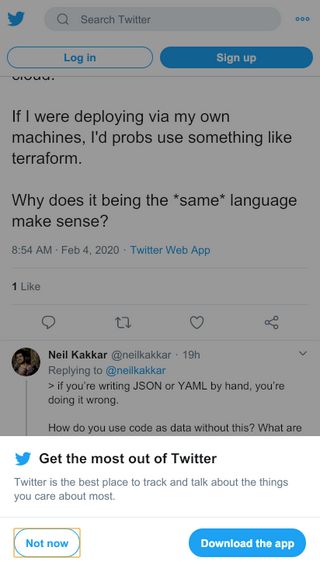 Search Twitter
Log in
Sign up
cloud.
If I were deploying via my own
machines, I'd probs use something like
terraform.
Why does it being the *same* language
make sense?
8:54 AM · Feb 4, 2020 · Twitter Web App
1 Like
Neil Kakkar @neilkakkar · 19h
Replying to @neilkakkar
> if you're writing JSON or YAML by hand, you're
doing it wrong.
How do you use code as data without this? What are
Get the most out of Twitter
Twitter is the best place to track and talk about the things
you care about most.
Not now
Download the app